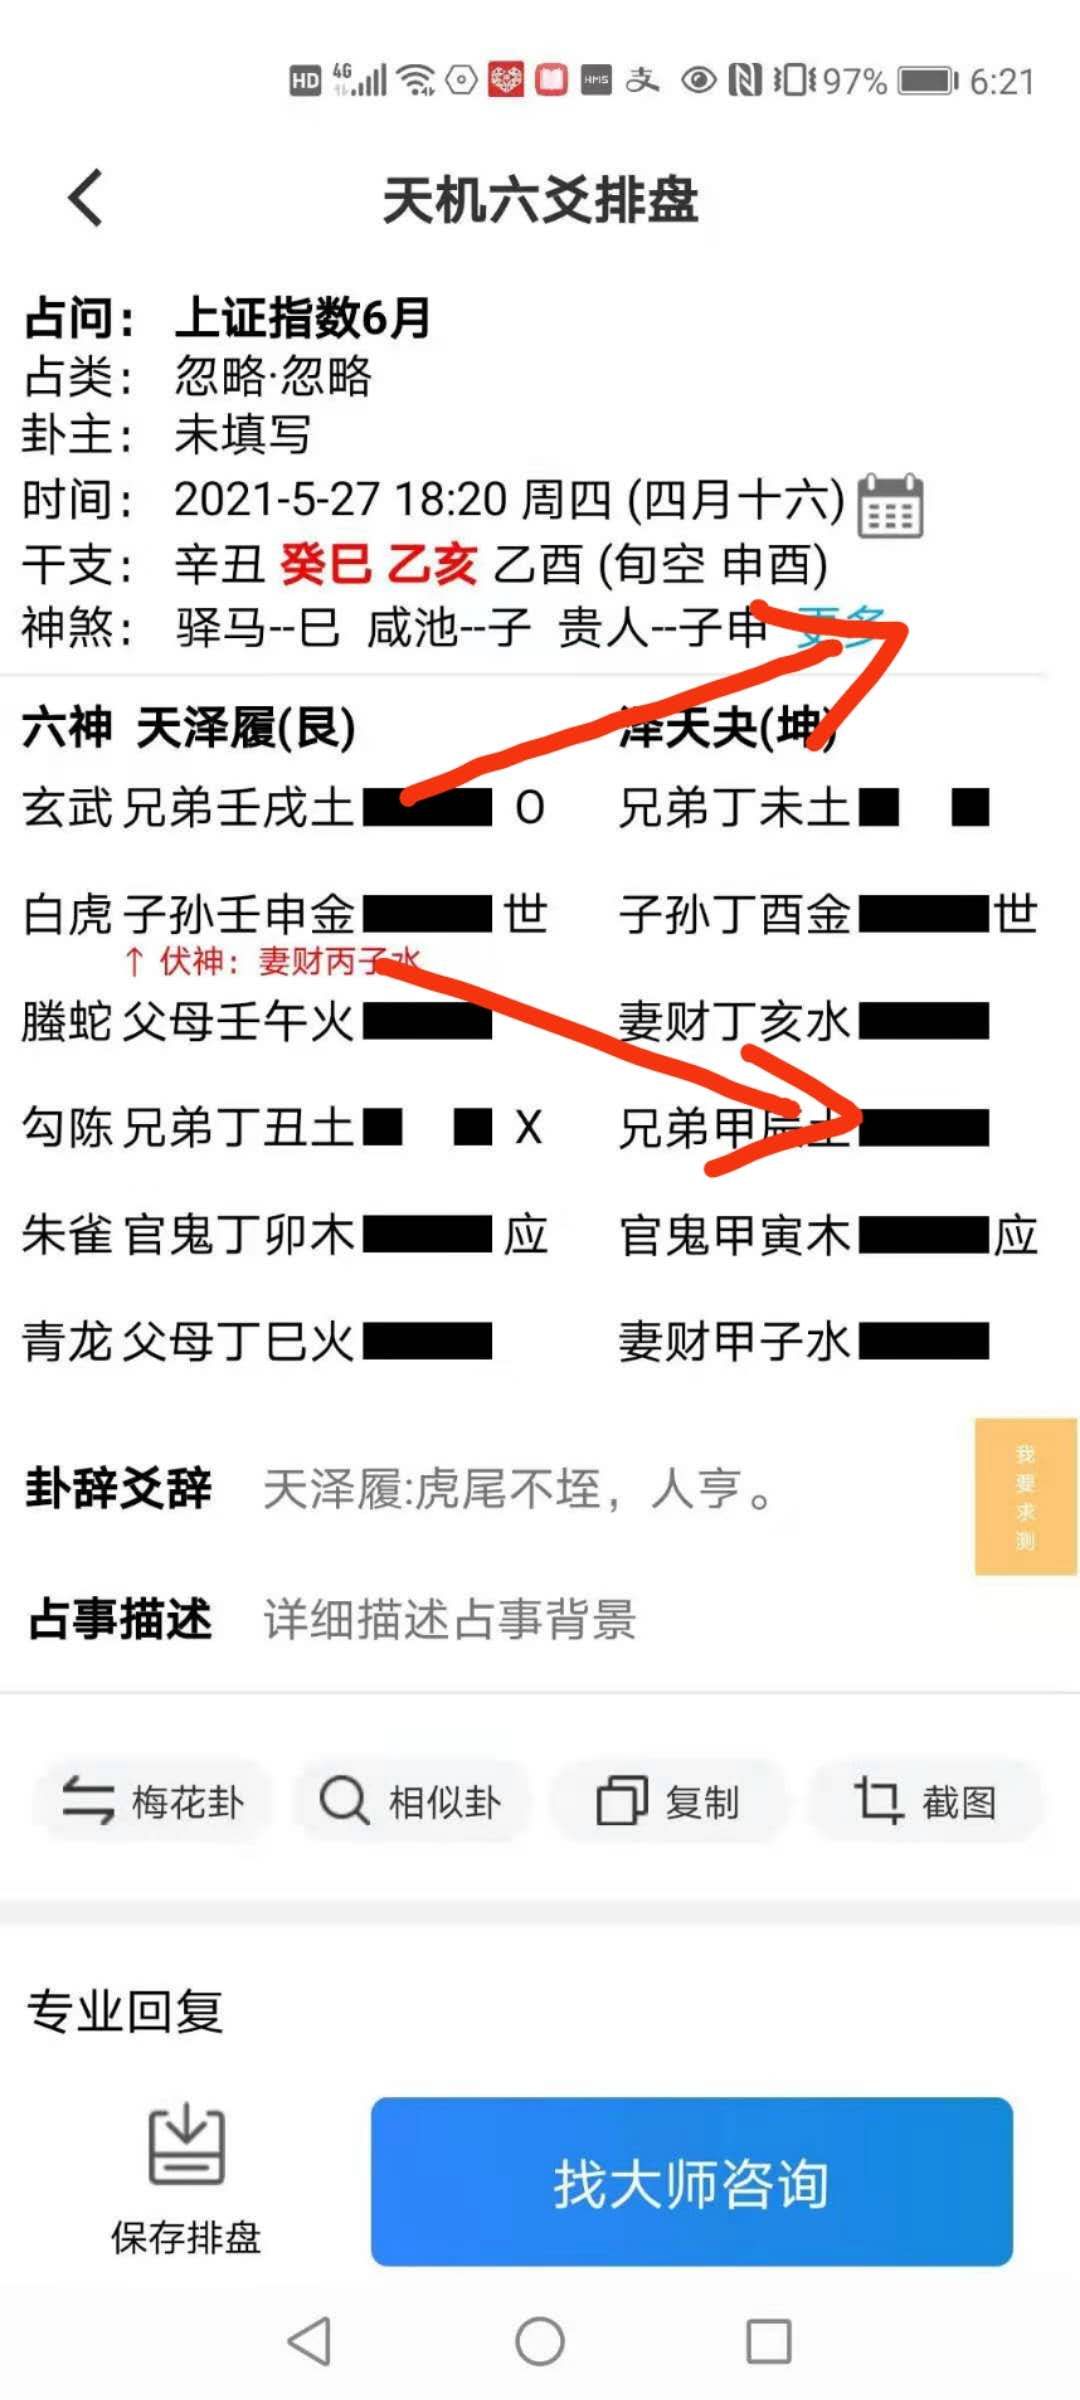 HD 4G HMS 支 97% 6:21
天机六爻排盘
占问： 上证指数6月
占类： 忽略·忽略
卦主： 未填写
时间： 2021-5-27 18:20 周四 (四月十六)
干支： 辛丑 癸巳 乙亥 乙酉 (旬空 申酉)
神煞： 驿马--巳 咸池--子 贵人--子申 更多
六神 天泽履(艮) 泽天夬(坤)
玄武 兄弟壬戌土 O 兄弟丁未土
白虎 子孙壬申金 世 子孙丁酉金 世
↑ 伏神：妻财丙子水
螣蛇 父母壬午火 妻财丁亥水
勾陈 兄弟丁丑土 X 兄弟甲辰土
朱雀 官鬼丁卯木 应 官鬼甲寅木 应
青龙 父母丁巳火 妻财甲子水
卦辞爻辞 天泽履:虎尾不咥，人亨。
我要求测
占事描述 详细描述占事背景
梅花卦 相似卦 复制 截图
专业回复
保存排盘 找大师咨询